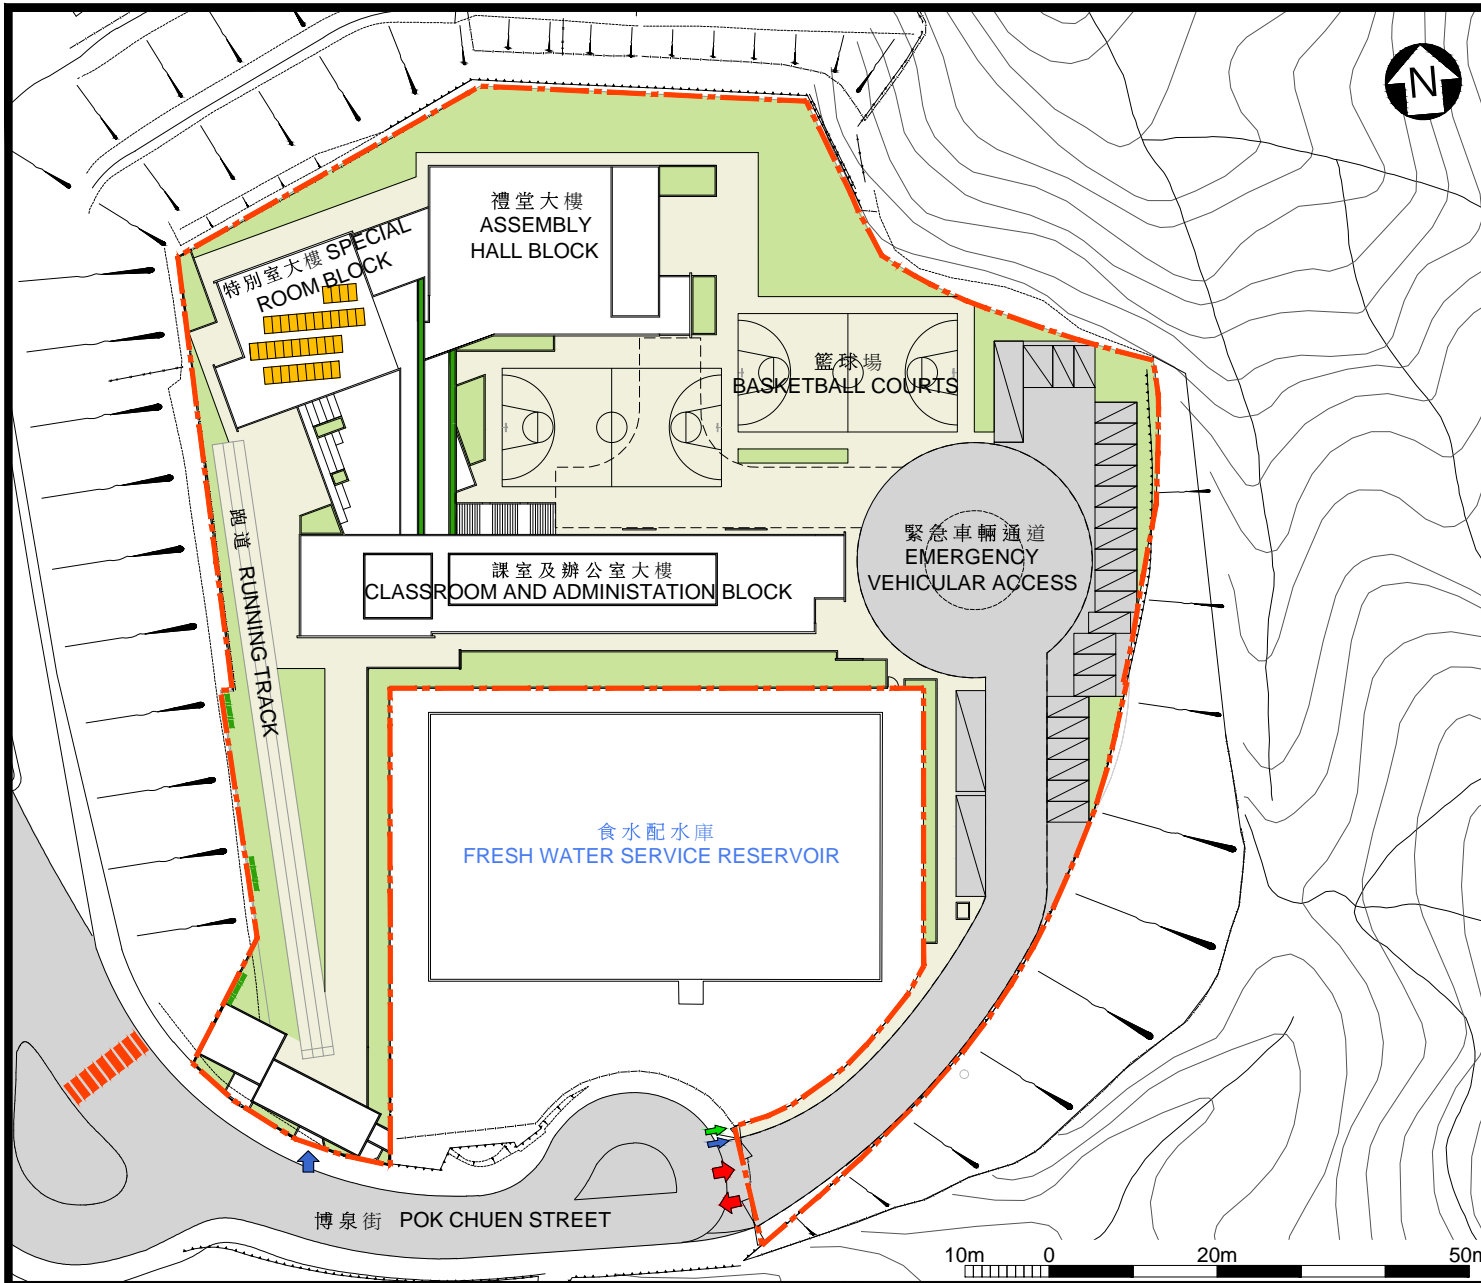 N
禮堂大樓
ASSEMBLY
HALL BLOCK
特別室大樓 SPECIAL
ROOM BLOCK
籃球場
BASKETBALL COURTS
緊急車輛通道
EMERGENCY
VEHICULAR ACCESS
課室及辦公室大樓
CLASSROOM AND ADMINISTATION BLOCK
跑道 RUNNING TRACK
食水配水庫
FRESH WATER SERVICE RESERVOIR
博泉街 POK CHUEN STREET
10m 0 20m 50m